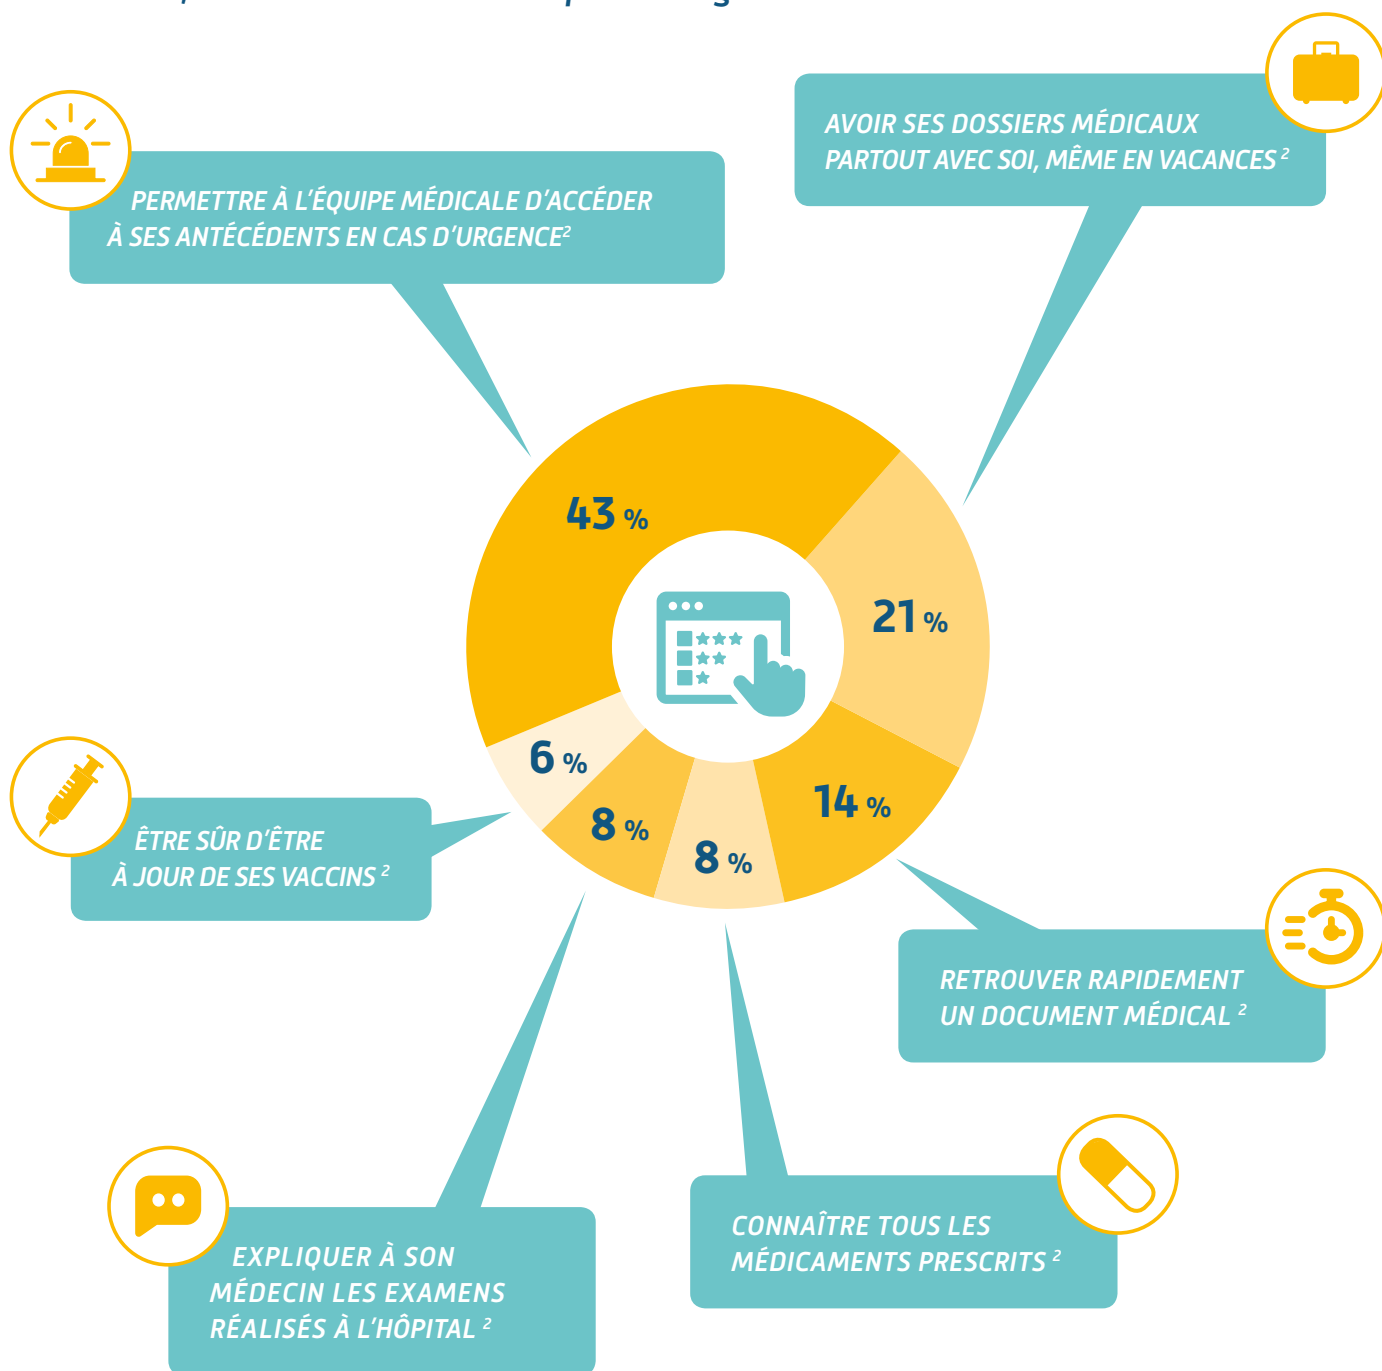 PERMETTRE À L'ÉQUIPE MÉDICALE D'ACCÉDER
À SES ANTÉCÉDENTS EN CAS D'URGENCE²
AVOIR SES DOSSIERS MÉDICAUX
PARTOUT AVEC SOI, MÊME EN VACANCES ²
43 %
21 %
14 %
8 %
8 %
6 %
ÊTRE SÛR D'ÊTRE
À JOUR DE SES VACCINS ²
RETROUVER RAPIDEMENT
UN DOCUMENT MÉDICAL ²
CONNAÎTRE TOUS LES
MÉDICAMENTS PRESCRITS ²
EXPLIQUER À SON
MÉDECIN LES EXAMENS
RÉALISÉS À L'HÔPITAL ²